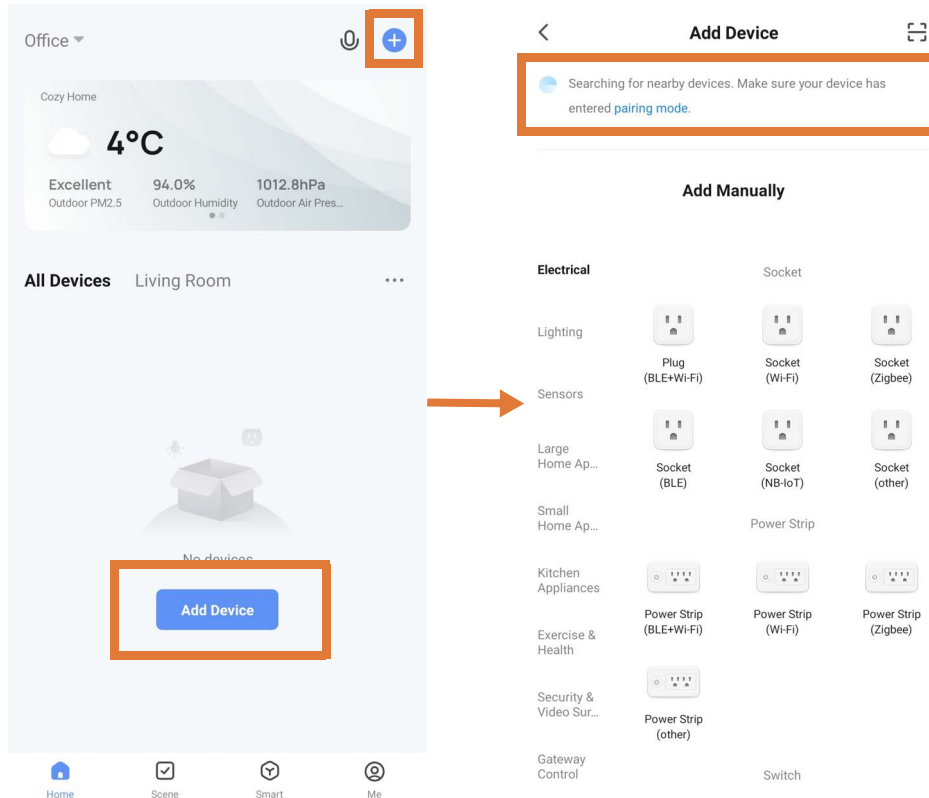 Office
Cozy Home
4°C
Excellent 94.0% 1012.8hPa
Outdoor PM2.5 Outdoor Humidity Outdoor Air Pres...
All Devices Living Room
No devices
Add Device
Home Scene Smart Me
Add Device
Searching for nearby devices. Make sure your device has
entered pairing mode.
Add Manually
Electrical
Lighting
Sensors
Large
Home Ap...
Small
Home Ap...
Kitchen
Appliances
Exercise &
Health
Security &
Video Sur...
Gateway
Control
Socket
Plug Socket Socket
(BLE+Wi-Fi) (Wi-Fi) (Zigbee)
Socket Socket Socket
(BLE) (NB-IoT) (other)
Power Strip
Power Strip Power Strip Power Strip
(BLE+Wi-Fi) (Wi-Fi) (Zigbee)
Power Strip
(other)
Switch